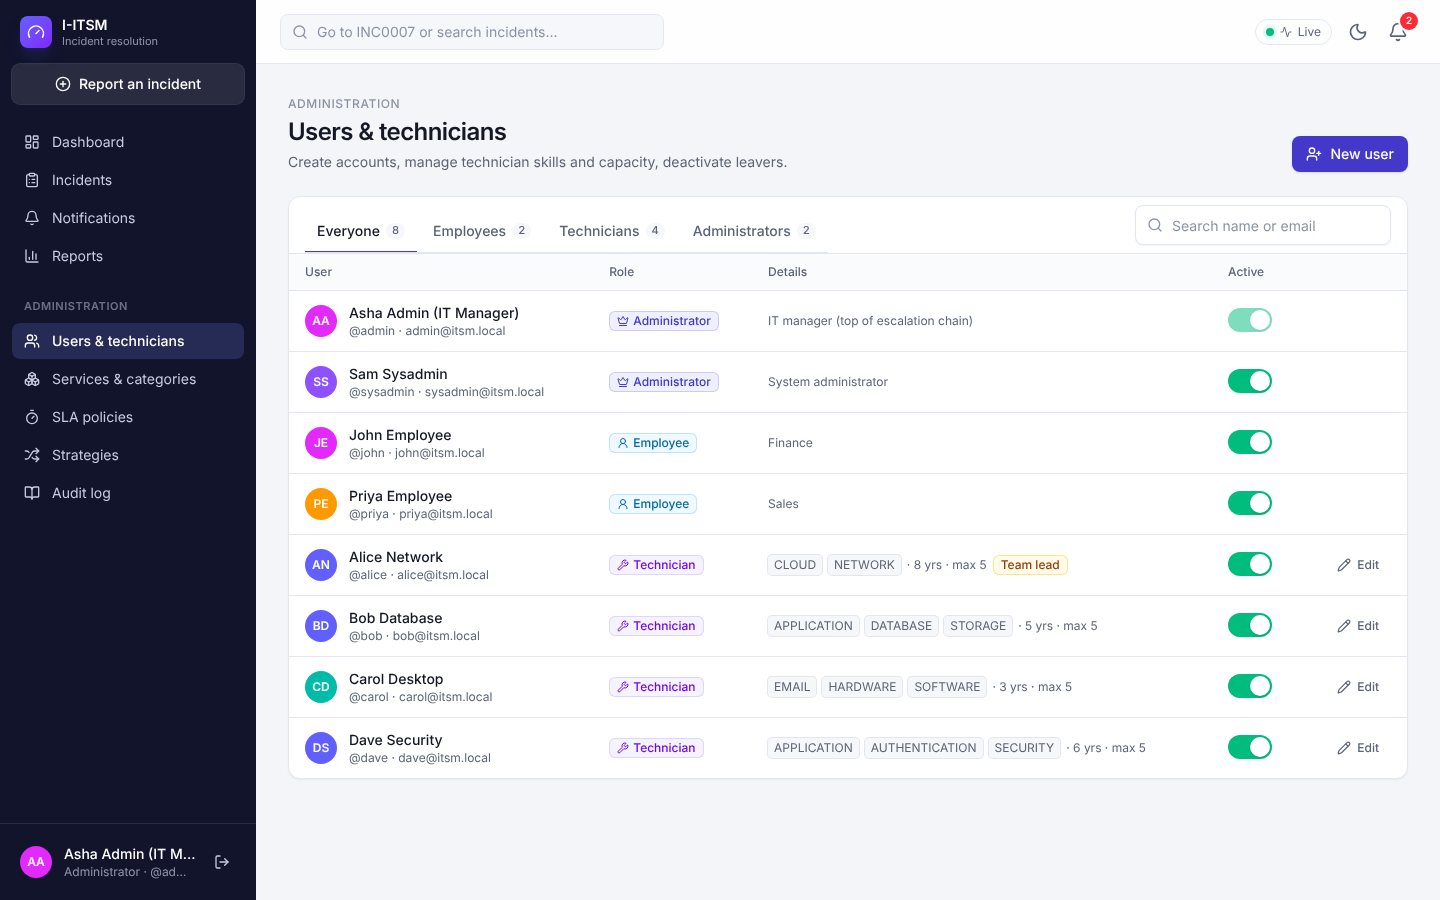 I-ITSM
Incident resolution
Report an incident
Dashboard
Incidents
Notifications
Reports
ADMINISTRATION
Users & technicians
Services & categories
SLA policies
Strategies
Audit log
AA
Asha Admin (IT M...
Administrator · @ad...
Go to INC0007 or search incidents...
Live
2
ADMINISTRATION
Users & technicians
Create accounts, manage technician skills and capacity, deactivate leavers.
New user
Everyone 8 Employees 2 Technicians 4 Administrators 2
Search name or email
User Role Details Active
AA Asha Admin (IT Manager) Administrator IT manager (top of escalation chain)
@admin · admin@itsm.local
SS Sam Sysadmin Administrator System administrator
@sysadmin · sysadmin@itsm.local
JE John Employee Employee Finance
@john · john@itsm.local
PE Priya Employee Employee Sales
@priya · priya@itsm.local
AN Alice Network Technician CLOUD NETWORK · 8 yrs · max 5 Team lead Edit
@alice · alice@itsm.local
BD Bob Database Technician APPLICATION DATABASE STORAGE · 5 yrs · max 5 Edit
@bob · bob@itsm.local
CD Carol Desktop Technician EMAIL HARDWARE SOFTWARE · 3 yrs · max 5 Edit
@carol · carol@itsm.local
DS Dave Security Technician APPLICATION AUTHENTICATION SECURITY · 6 yrs · max 5 Edit
@dave · dave@itsm.local